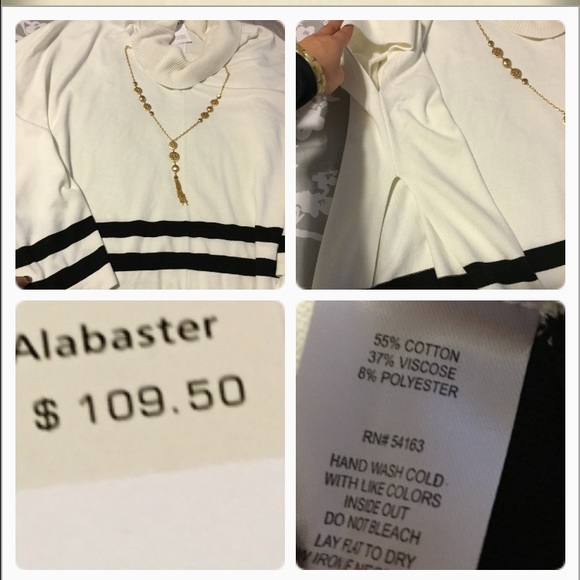 Alabaster
$ 109.50
55% COTTON
37% VISCOSE
8% POLYESTER
RN# 54163
HAND WASH COLD
WITH LIKE COLORS
INSIDE OUT
DO NOT BLEACH
LAY FLAT TO DRY
IRON